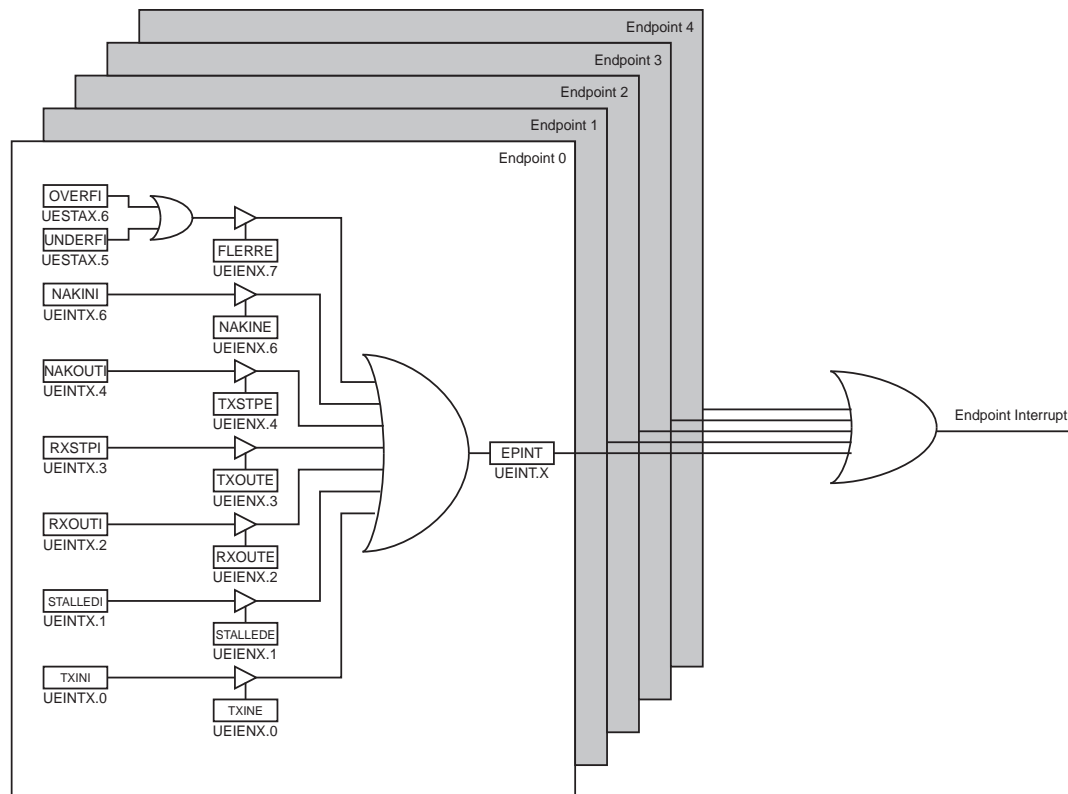 Endpoint 4
Endpoint 3
Endpoint 2
Endpoint 1
Endpoint 0
OVERFI
UESTAX.6
UNDERFI
UESTAX.5
FLERRE
UEIENX.7
NAKINI
UEINTX.6
NAKINE
UEIENX.6
NAKOUTI
UEINTX.4
TXSTPE
UEIENX.4
RXSTPI
UEINTX.3
TXOUTE
UEIENX.3
RXOUTI
UEINTX.2
RXOUTE
UEIENX.2
STALLEDI
UEINTX.1
STALLEDE
UEIENX.1
TXINI
UEINTX.0
TXINE
UEIENX.0
EPINT
UEINT.X
Endpoint Interrupt